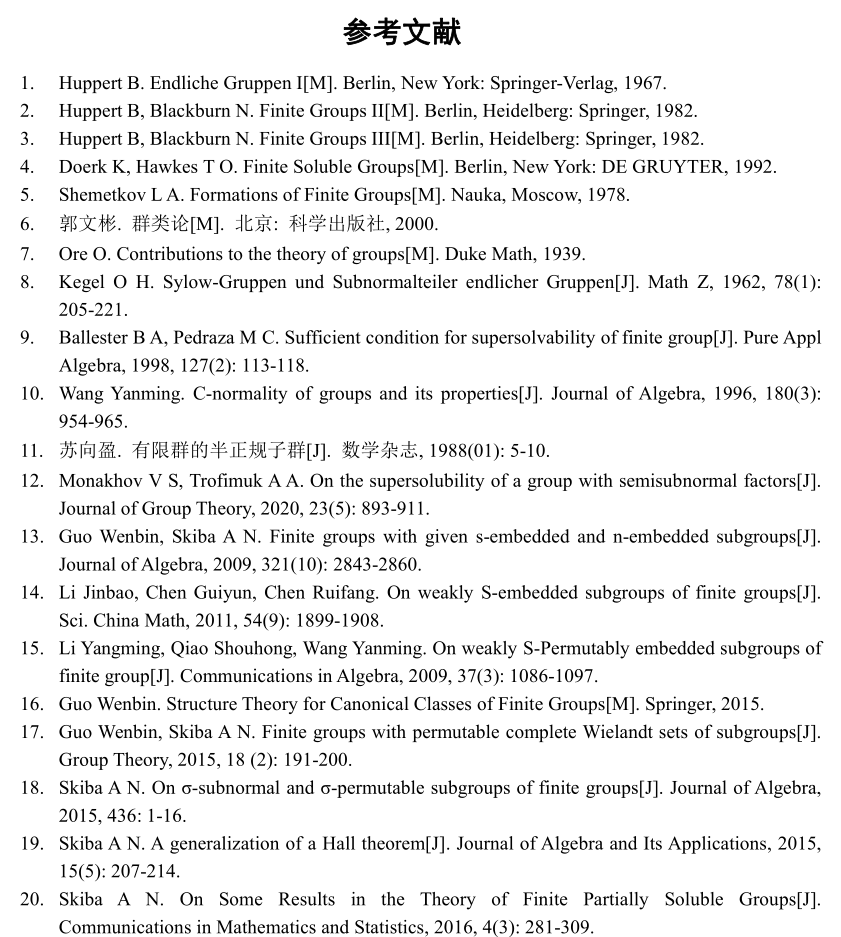 参考文献
1. Huppert B. Endliche Gruppen I[M]. Berlin, New York: Springer-Verlag, 1967.
2. Huppert B, Blackburn N. Finite Groups II[M]. Berlin, Heidelberg: Springer, 1982.
3. Huppert B, Blackburn N. Finite Groups III[M]. Berlin, Heidelberg: Springer, 1982.
4. Doerk K, Hawkes T O. Finite Soluble Groups[M]. Berlin, New York: DE GRUYTER, 1992.
5. Shemetkov L A. Formations of Finite Groups[M]. Nauka, Moscow, 1978.
6. 郭文彬. 群类论[M]. 北京: 科学出版社, 2000.
7. Ore O. Contributions to the theory of groups[M]. Duke Math, 1939.
8. Kegel O H. Sylow-Gruppen und Subnormalteiler endlicher Gruppen[J]. Math Z, 1962, 78(1):
205-221.
9. Ballester B A, Pedraza M C. Sufficient condition for supersolvability of finite group[J]. Pure Appl
Algebra, 1998, 127(2): 113-118.
10. Wang Yanming. C-normality of groups and its properties[J]. Journal of Algebra, 1996, 180(3):
954-965.
11. 苏向盈. 有限群的半正规子群[J]. 数学杂志, 1988(01): 5-10.
12. Monakhov V S, Trofimuk A A. On the supersolubility of a group with semisubnormal factors[J].
Journal of Group Theory, 2020, 23(5): 893-911.
13. Guo Wenbin, Skiba A N. Finite groups with given s-embedded and n-embedded subgroups[J].
Journal of Algebra, 2009, 321(10): 2843-2860.
14. Li Jinbao, Chen Guiyun, Chen Ruifang. On weakly S-embedded subgroups of finite groups[J].
Sci. China Math, 2011, 54(9): 1899-1908.
15. Li Yangming, Qiao Shouhong, Wang Yanming. On weakly S-Permutably embedded subgroups of
finite group[J]. Communications in Algebra, 2009, 37(3): 1086-1097.
16. Guo Wenbin. Structure Theory for Canonical Classes of Finite Groups[M]. Springer, 2015.
17. Guo Wenbin, Skiba A N. Finite groups with permutable complete Wielandt sets of subgroups[J].
Group Theory, 2015, 18 (2): 191-200.
18. Skiba A N. On σ-subnormal and σ-permutable subgroups of finite groups[J]. Journal of Algebra,
2015, 436: 1-16.
19. Skiba A N. A generalization of a Hall theorem[J]. Journal of Algebra and Its Applications, 2015,
15(5): 207-214.
20. Skiba A N. On Some Results in the Theory of Finite Partially Soluble Groups[J].
Communications in Mathematics and Statistics, 2016, 4(3): 281-309.